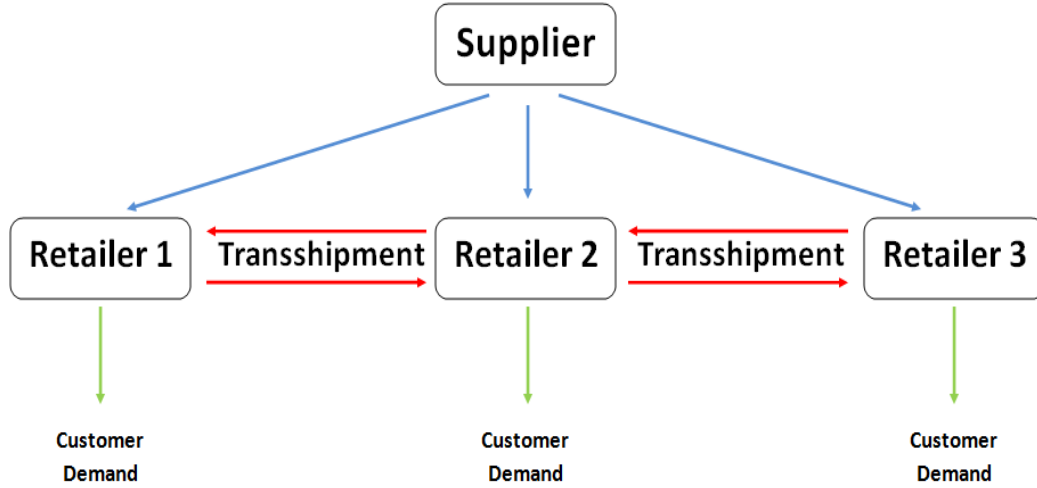 Supplier
Retailer 1
Transshipment
Retailer 2
Transshipment
Retailer 3
Customer
Demand
Customer
Demand
Customer
Demand